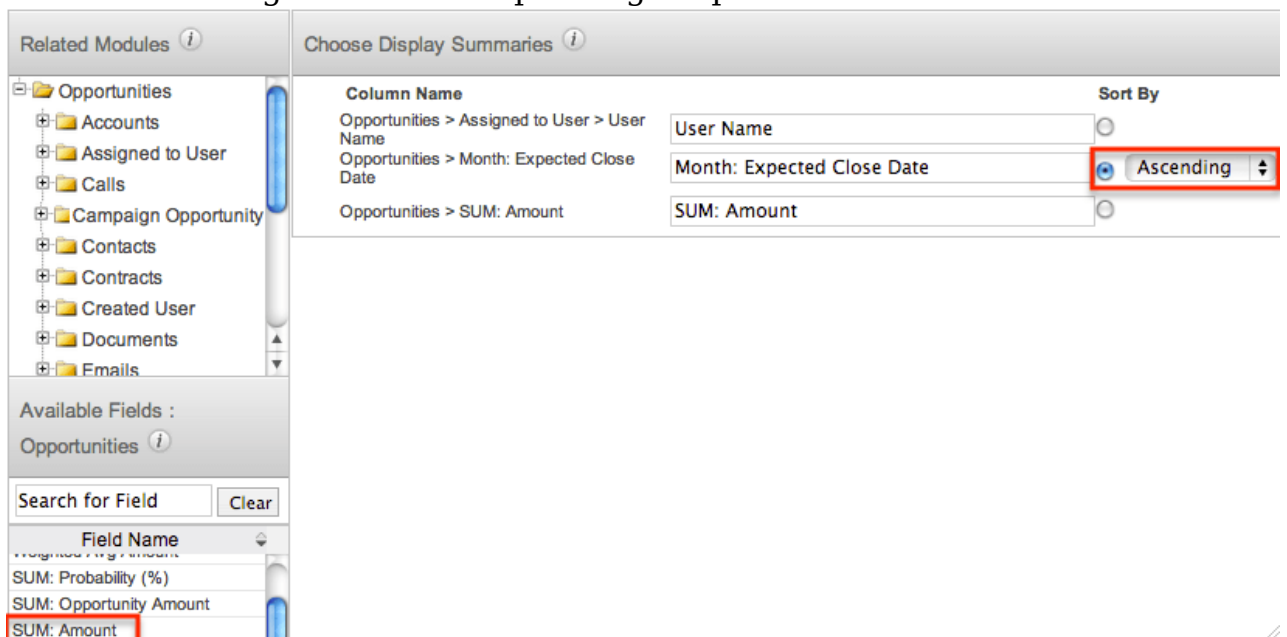 Related Modules i
Choose Display Summaries i
Opportunities
Accounts
Assigned to User
Calls
Campaign Opportunity
Contacts
Contracts
Created User
Documents
Emails
Column Name
Sort By
Opportunities > Assigned to User > User
Name
User Name
Opportunities > Month: Expected Close
Date
Month: Expected Close Date
Ascending
Opportunities > SUM: Amount
SUM: Amount
Available Fields :
Opportunities i
Search for Field
Clear
Field Name
Weighted Avg Amount
SUM: Probability (%)
SUM: Opportunity Amount
SUM: Amount